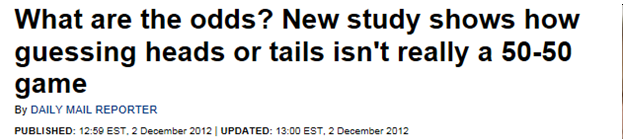 What are the odds? New study shows how
guessing heads or tails isn't really a 50-50
game
By DAILY MAIL REPORTER
PUBLISHED: 12:59 EST, 2 December 2012 | UPDATED: 13:00 EST, 2 December 2012